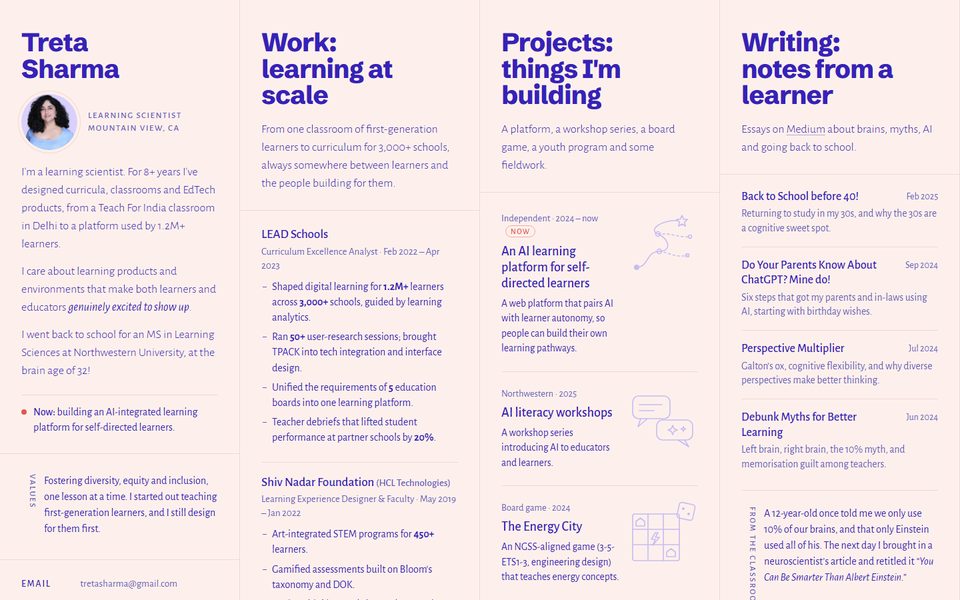 Treta
Sharma
LEARNING SCIENTIST
MOUNTAIN VIEW, CA
I'm a learning scientist. For 8+ years I've
designed curricula, classrooms and EdTech
products, from a Teach For India classroom
in Delhi to a platform used by 1.2M+
learners.
I care about learning products and
environments that make both learners and
educators genuinely excited to show up.
I went back to school for an MS in Learning
Sciences at Northwestern University, at the
brain age of 32!
Now: building an AI-integrated learning
platform for self-directed learners.
VALUES
Fostering diversity, equity and inclusion,
one lesson at a time. I started out teaching
first-generation learners, and I still design
for them first.
EMAIL tretasharma@gmail.com
Work:
learning at
scale
From one classroom of first-generation
learners to curriculum for 3,000+ schools,
always somewhere between learners and
the people building for them.
LEAD Schools
Curriculum Excellence Analyst · Feb 2022 – Apr
2023
– Shaped digital learning for 1.2M+ learners
across 3,000+ schools, guided by learning
analytics.
– Ran 50+ user-research sessions; brought
TPACK into tech integration and interface
design.
– Unified the requirements of 5 education
boards into one learning platform.
– Teacher debriefs that lifted student
performance at partner schools by 20%.
Shiv Nadar Foundation (HCL Technologies)
Learning Experience Designer & Faculty · May 2019
– Jan 2022
– Art-integrated STEM programs for 450+
learners.
– Gamified assessments built on Bloom's
taxonomy and DOK.
Projects:
things I'm
building
A platform, a workshop series, a board
game, a youth program and some
fieldwork.
Independent · 2024 – now
NOW
An AI learning
platform for self-
directed learners
A web platform that pairs AI
with learner autonomy, so
people can build their own
learning pathways.
Northwestern · 2025
AI literacy workshops
A workshop series
introducing AI to educators
and learners.
Board game · 2024
The Energy City
An NGSS-aligned game (3-5-
ETS1-3, engineering design)
that teaches energy concepts.
Writing:
notes from a
learner
Essays on Medium about brains, myths, AI
and going back to school.
Back to School before 40! Feb 2025
Returning to study in my 30s, and why the 30s are
a cognitive sweet spot.
Do Your Parents Know About Sep 2024
ChatGPT? Mine do!
Six steps that got my parents and in-laws using
AI, starting with birthday wishes.
Perspective Multiplier Jul 2024
Galton's ox, cognitive flexibility, and why diverse
perspectives make better thinking.
Debunk Myths for Better Jun 2024
Learning
Left brain, right brain, the 10% myth, and
memorisation guilt among teachers.
FROM THE CLASSROO
A 12-year-old once told me we only use
10% of our brains, and that only Einstein
used all of his. The next day I brought in a
neuroscientist's article and retitled it "You
Can Be Smarter Than Albert Einstein."